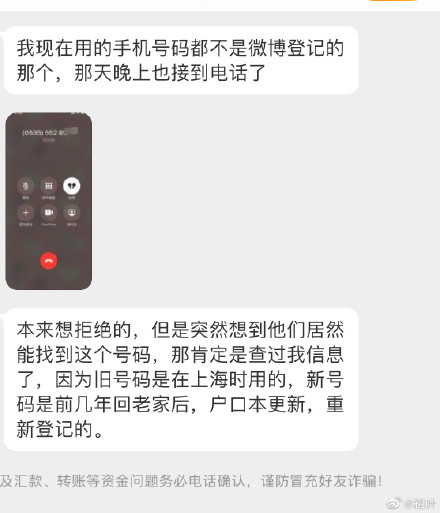 我现在用的手机号码都不是微博登记的
那个，那天晚上也接到电话了
(0535) 552 8
本来想拒绝的，但是突然想到他们居然
能找到这个号码，那肯定是查过我信息
了，因为旧号码是在上海时用的，新号
码是前几年回老家后，户口本更新，重
新登记的。
及汇款、转账等资金问题务必电话确认，谨防冒充好友诈骗！